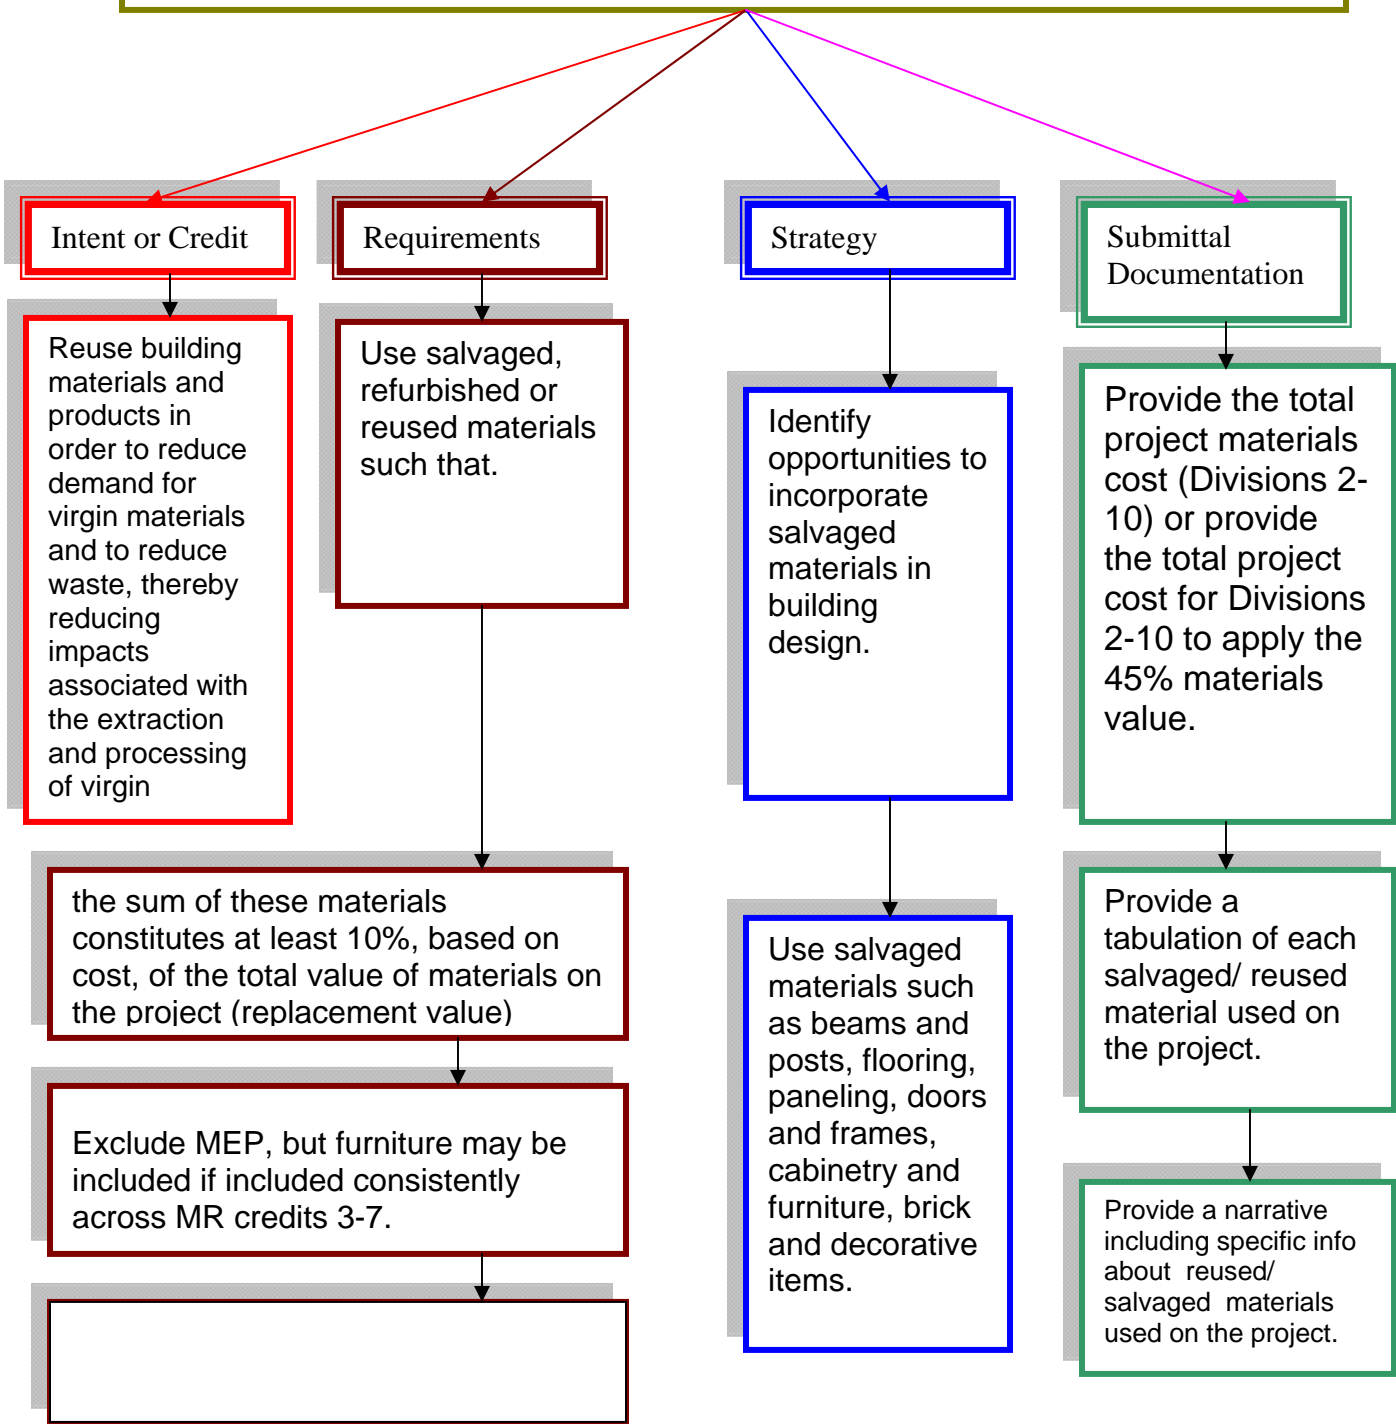 Intent or Credit
Requirements
Strategy
Submittal
Documentation
Reuse building
materials and
products in
order to reduce
demand for
virgin materials
and to reduce
waste, thereby
reducing
impacts
associated with
the extraction
and processing
of virgin
Use salvaged,
refurbished or
reused materials
such that.
the sum of these materials
constitutes at least 10%, based on
cost, of the total value of materials on
the project (replacement value)
Exclude MEP, but furniture may be
included if included consistently
across MR credits 3-7.
Identify
opportunities to
incorporate
salvaged
materials in
building
design.
Use salvaged
materials such
as beams and
posts, flooring,
paneling, doors
and frames,
cabinetry and
furniture, brick
and decorative
items.
Provide the total
project materials
cost (Divisions 2-
10) or provide
the total project
cost for Divisions
2-10 to apply the
45% materials
value.
Provide a
tabulation of each
salvaged/ reused
material used on
the project.
Provide a narrative
including specific info
about  reused/
salvaged  materials
used on the project.